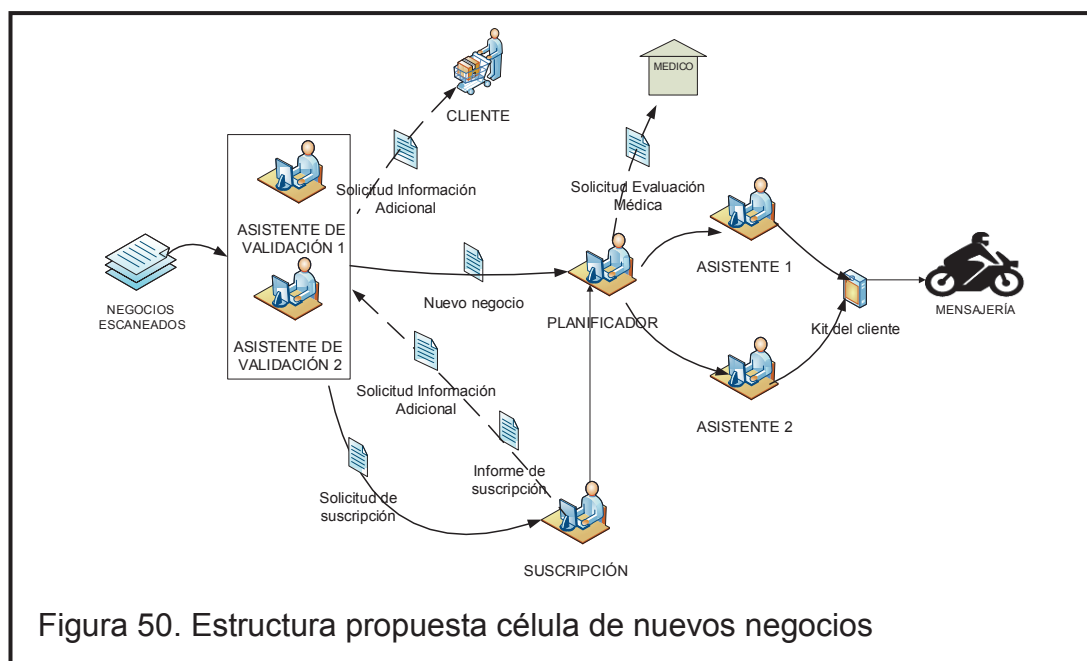 CLIENTE
MEDICO
Solicitud Información
Adicional
Solicitud Evaluación
Médica
ASISTENTE DE
VALIDACIÓN 1
ASISTENTE 1
NEGOCIOS
ESCANEADOS
Nuevo negocio
PLANIFICADOR
Kit del cliente
MENSAJERÍA
ASISTENTE DE
VALIDACIÓN 2
Solicitud Información
Adicional
ASISTENTE 2
Informe de
suscripción
Solicitud de
suscripción
SUSCRIPCIÓN
Figura 50. Estructura propuesta célula de nuevos negocios